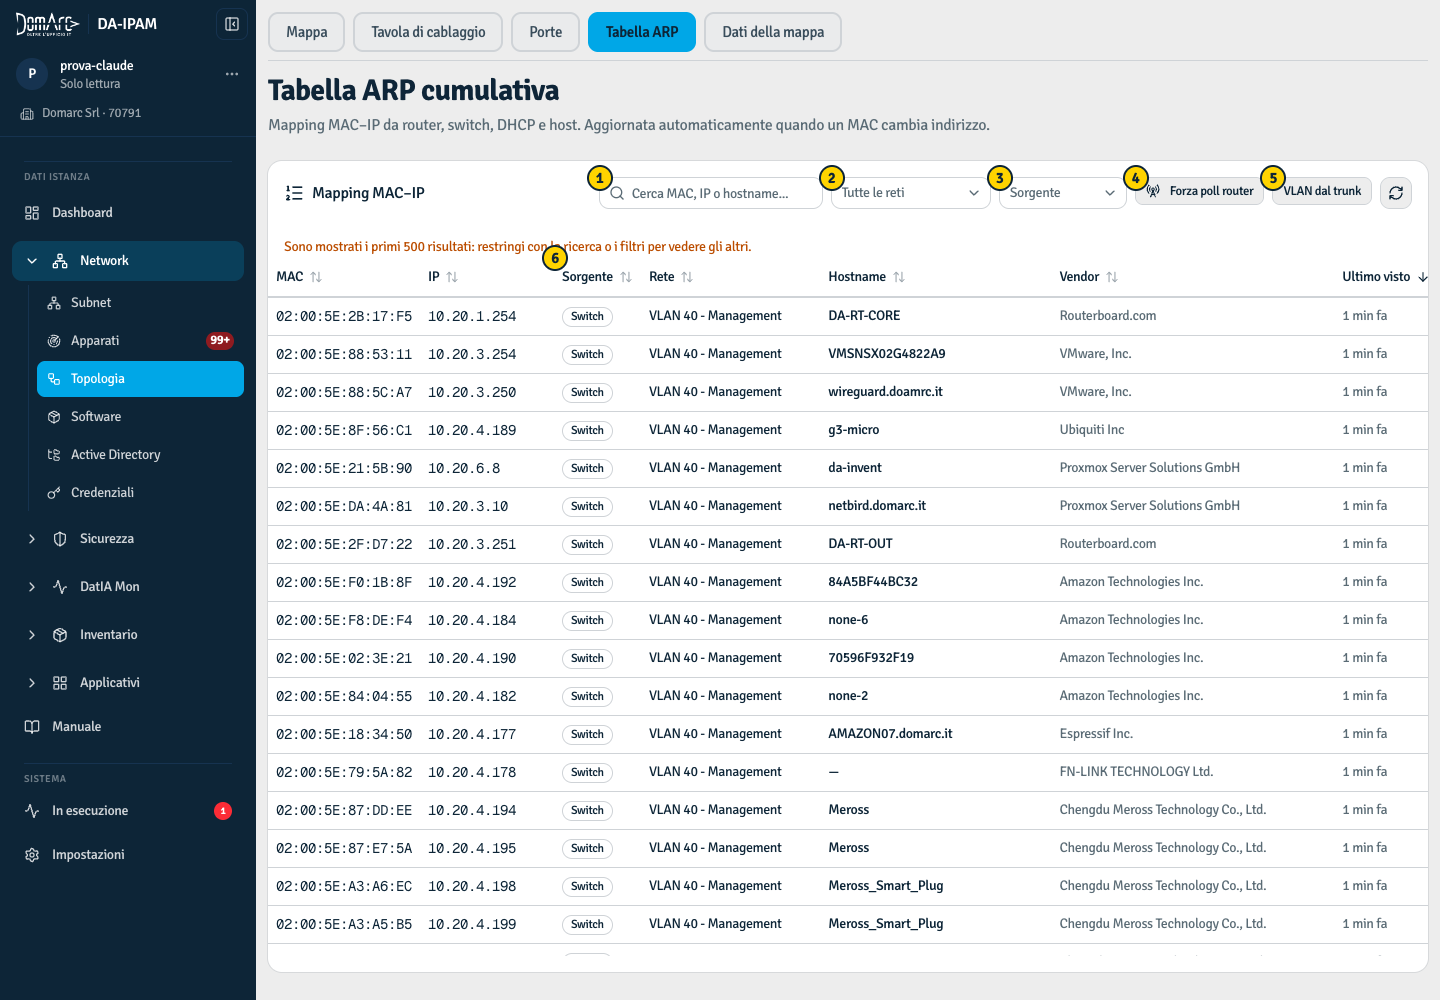 DomArc
OLTRE L'UFFICIO IT
DA-IPAM
P
prova-claude
Solo lettura
Domarc Srl · 70791
DATI ISTANZA
Dashboard
Network
Subnet
Apparati 99+
Topologia
Software
Active Directory
Credenziali
Sicurezza
DatIA Mon
Inventario
Applicativi
Manuale
SISTEMA
In esecuzione 1
Impostazioni
Mappa Tavola di cablaggio Porte Tabella ARP Dati della mappa
Tabella ARP cumulativa
Mapping MAC–IP da router, switch, DHCP e host. Aggiornata automaticamente quando un MAC cambia indirizzo.
1 2 3 4 5
Mapping MAC–IP Cerca MAC, IP o hostname... Tutte le reti Sorgente Forza poll router VLAN dal trunk
Sono mostrati i primi 500 risultati: restringi con la ricerca o i filtri per vedere gli altri.
6
MAC IP Sorgente Rete Hostname Vendor Ultimo visto
02:00:5E:2B:17:F5 10.20.1.254 Switch VLAN 40 - Management DA-RT-CORE Routerboard.com 1 min fa
02:00:5E:88:53:11 10.20.3.254 Switch VLAN 40 - Management VMSNSX02G4822A9 VMware, Inc. 1 min fa
02:00:5E:88:5C:A7 10.20.3.250 Switch VLAN 40 - Management wireguard.doamrc.it VMware, Inc. 1 min fa
02:00:5E:8F:56:C1 10.20.4.189 Switch VLAN 40 - Management g3-micro Ubiquiti Inc 1 min fa
02:00:5E:21:5B:90 10.20.6.8 Switch VLAN 40 - Management da-invent Proxmox Server Solutions GmbH 1 min fa
02:00:5E:DA:4A:81 10.20.3.10 Switch VLAN 40 - Management netbird.domarc.it Proxmox Server Solutions GmbH 1 min fa
02:00:5E:2F:D7:22 10.20.3.251 Switch VLAN 40 - Management DA-RT-OUT Routerboard.com 1 min fa
02:00:5E:F0:1B:8F 10.20.4.192 Switch VLAN 40 - Management 84A5BF44BC32 Amazon Technologies Inc. 1 min fa
02:00:5E:F8:DE:F4 10.20.4.184 Switch VLAN 40 - Management none-6 Amazon Technologies Inc. 1 min fa
02:00:5E:02:3E:21 10.20.4.190 Switch VLAN 40 - Management 70596F932F19 Amazon Technologies Inc. 1 min fa
02:00:5E:84:04:55 10.20.4.182 Switch VLAN 40 - Management none-2 Amazon Technologies Inc. 1 min fa
02:00:5E:18:34:50 10.20.4.177 Switch VLAN 40 - Management AMAZON07.domarc.it Espressif Inc. 1 min fa
02:00:5E:79:5A:82 10.20.4.178 Switch VLAN 40 - Management — FN-LINK TECHNOLOGY Ltd. 1 min fa
02:00:5E:87:DD:EE 10.20.4.194 Switch VLAN 40 - Management Meross Chengdu Meross Technology Co., Ltd. 1 min fa
02:00:5E:87:E7:5A 10.20.4.195 Switch VLAN 40 - Management Meross Chengdu Meross Technology Co., Ltd. 1 min fa
02:00:5E:A3:A6:EC 10.20.4.198 Switch VLAN 40 - Management Meross_Smart_Plug Chengdu Meross Technology Co., Ltd. 1 min fa
02:00:5E:A3:A5:B5 10.20.4.199 Switch VLAN 40 - Management Meross_Smart_Plug Chengdu Meross Technology Co., Ltd. 1 min fa